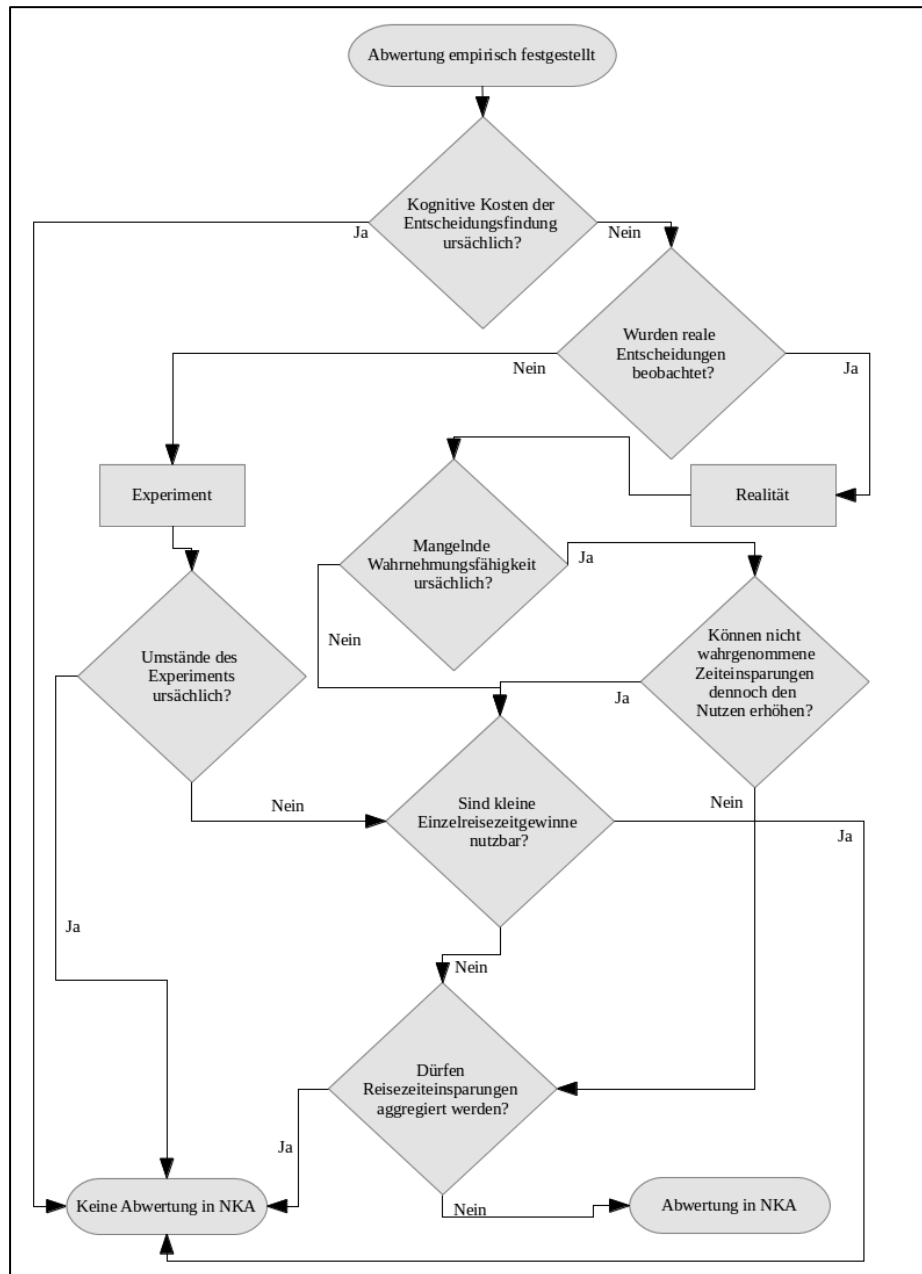 Abwertung empirisch festgestellt
Kognitive Kosten der
Entscheidungsfindung
ursächlich?
Ja
Nein
Wurden reale
Entscheidungen
beobachtet?
Nein
Ja
Experiment
Realität
Mangelnde
Wahrnehmungsfähigkeit
ursächlich?
Ja
Nein
Umstände des
Experiments
ursächlich?
Können nicht
wahrgenommene
Zeiteinsparungen
dennoch den
Nutzen erhöhen?
Ja
Nein
Nein
Sind kleine
Einzelreisezeitgewinne
nutzbar?
Ja
Ja
Nein
Dürfen
Reisezeiteinsparungen
aggregiert werden?
Ja
Nein
Keine Abwertung in NKA
Abwertung in NKA